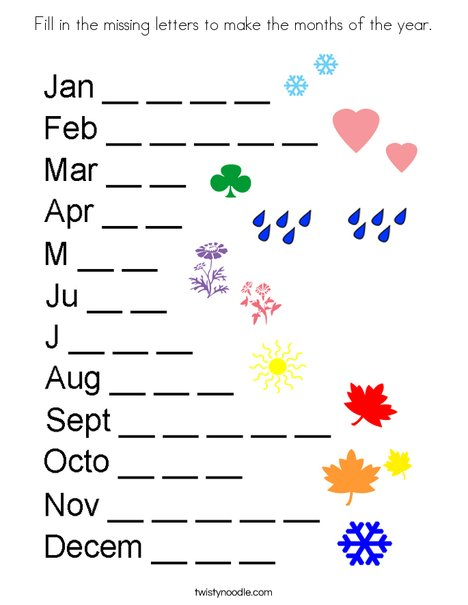 Fill in the missing letters to make the months of the year.
Jan __ __ __ __
Feb __ __ __ __ __
Mar __ __
Apr __ __
M __ __
Ju __ __
J __ __ __
Aug __ __ __
Sept __ __ __ __ __
Octo __ __ __
Nov __ __ __ __ __
Decem __ __ __
twistynoodle.com